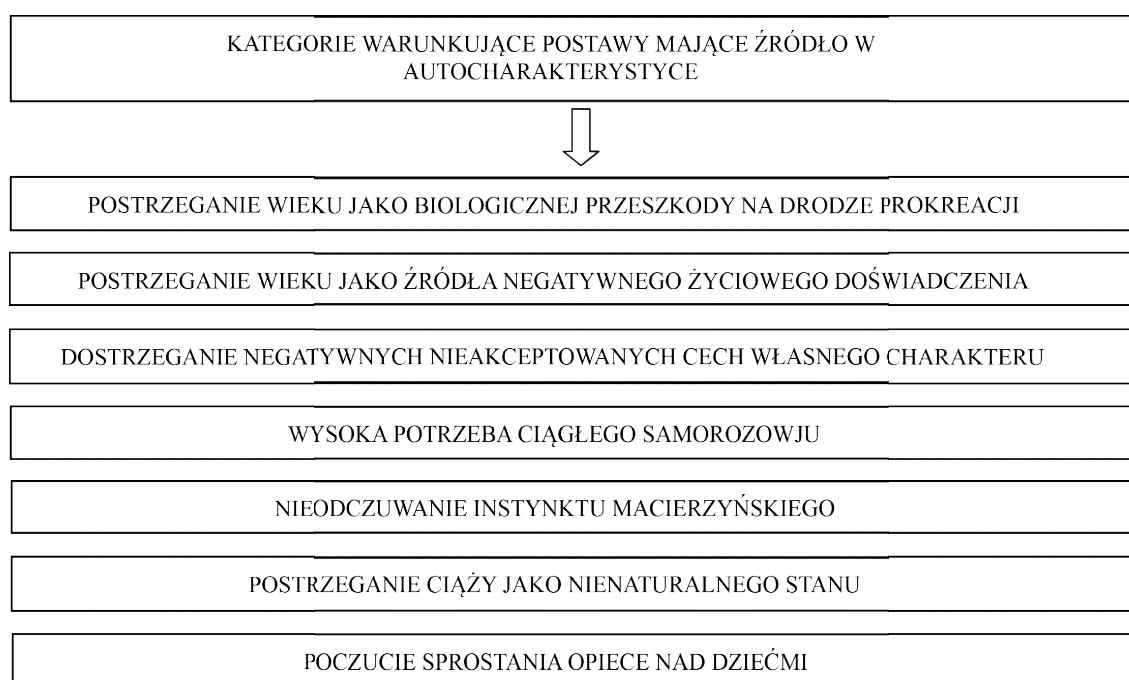 KATEGORIE WARUNKUJĄCE POSTAWY MAJĄCE ŹRÓDŁO W
AUTOCHARAKTERYSTYCE
POSTRZEGANIE WIEKU JAKO BIOLOGICZNEJ PRZESZKODY NA DRODZE PROKREACJI
POSTRZEGANIE WIEKU JAKO ŹRÓDŁA NEGATYWNEGO ŻYCIOWEGO DOŚWIADCZENIA
DOSTRZEGANIE NEGATYWNYCH NIEAKCEPTOWANYCH CECH WŁASNEGO CHARAKTERU
WYSOKA POTRZEBA CIĄGŁEGO SAMOROZOWJU
NIEODCZUWANIE INSTYNKTU MACIERZYŃSKIEGO
POSTRZEGANIE CIĄŻY JAKO NIENATURALNEGO STANU
POCZUCIE SPROSTANIA OPIECE NAD DZIEĆMI